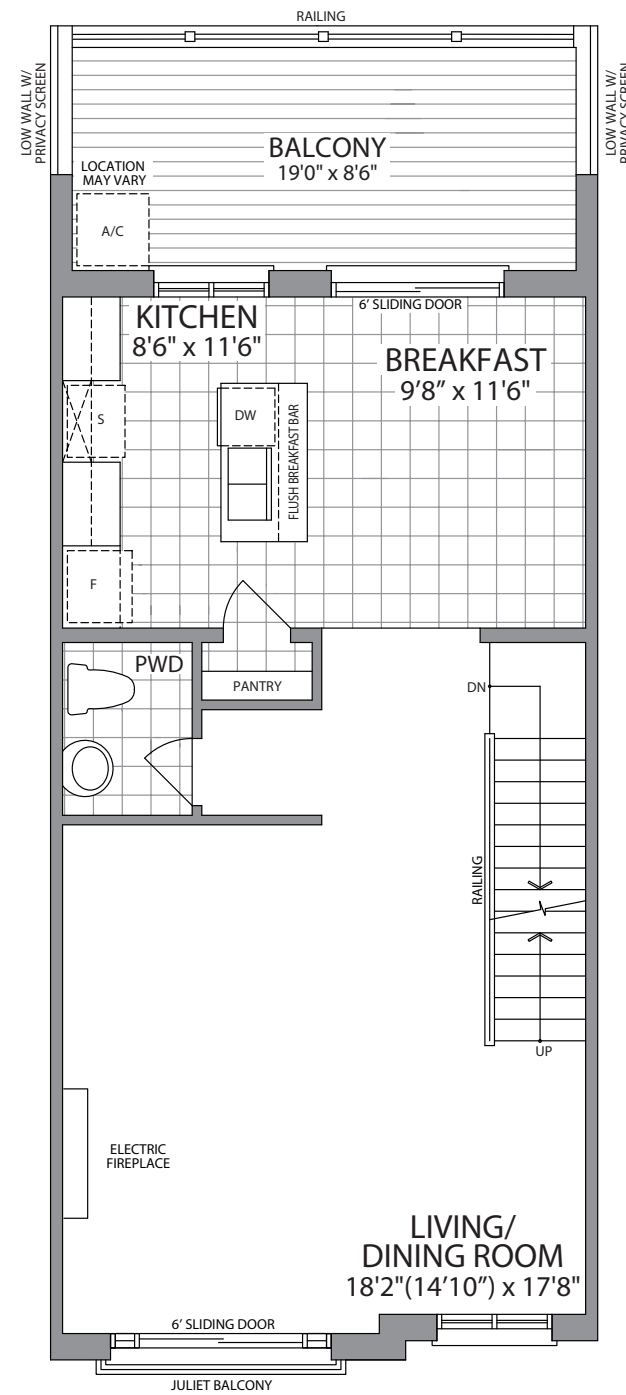 RAILING
LOW WALL W/
PRIVACY SCREEN
LOW WALL W/
PRIVACY SCREEN
BALCONY
19'0" x 8'6"
LOCATION
MAY VARY
A/C
6' SLIDING DOOR
KITCHEN
8'6" x 11'6"
BREAKFAST
9'8” x 11'6"
S
DW
FLUSH BREAKFAST BAR
F
PWD
PANTRY
DN
RAILING
UP
ELECTRIC
FIREPLACE
LIVING/
DINING ROOM
18'2"(14’10”) x 17'8"
6' SLIDING DOOR
JULIET BALCONY